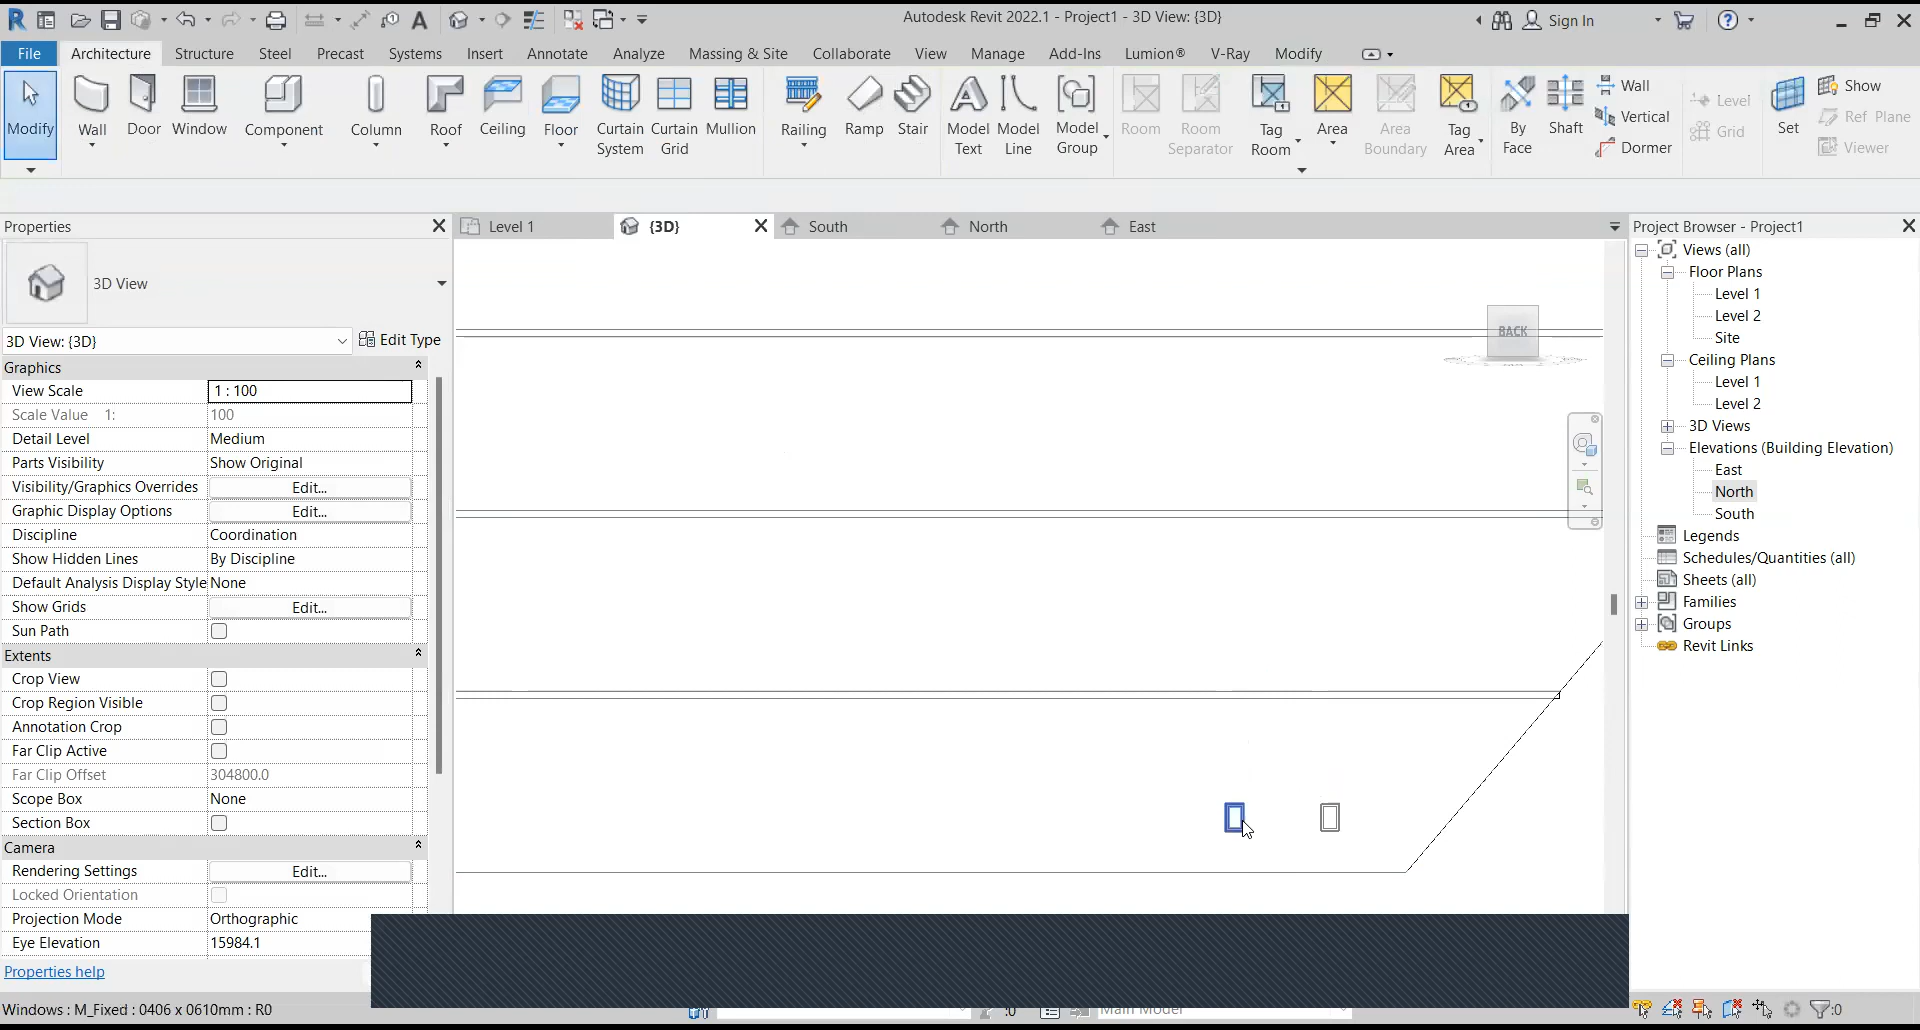 Autodesk Revit 2022.1 - Project1 - 3D View: {3D}
Sign In
File Architecture Structure Steel Precast Systems Insert Annotate Analyze Massing & Site Collaborate View Manage Add-Ins Lumion® V-Ray Modify
Modify Wall Door Window Component Column Roof Ceiling Floor Curtain System Curtain Grid Mullion Railing Ramp Stair Model Text Model Line Model Group Room Room Separator Tag Room Area Area Boundary Tag Area By Face Shaft Wall Vertical Dormer Level Grid Set Show Ref Plane Viewer
Properties
Level 1
{3D}
South
North
East
Project Browser - Project1
3D View
3D View: {3D}
Edit Type
Graphics
View Scale 1 : 100
Scale Value 1: 100
Detail Level Medium
Parts Visibility Show Original
Visibility/Graphics Overrides Edit...
Graphic Display Options Edit...
Discipline Coordination
Show Hidden Lines By Discipline
Default Analysis Display Style None
Show Grids Edit...
Sun Path
Extents
Crop View
Crop Region Visible
Annotation Crop
Far Clip Active
Far Clip Offset 304800.0
Scope Box None
Section Box
Camera
Rendering Settings Edit...
Locked Orientation
Projection Mode Orthographic
Eye Elevation 15984.1
Properties help
BACK
Views (all)
Floor Plans
Level 1
Level 2
Site
Ceiling Plans
Level 1
Level 2
3D Views
Elevations (Building Elevation)
East
North
South
Legends
Schedules/Quantities (all)
Sheets (all)
Families
Groups
Revit Links
Windows : M_Fixed : 0406 x 0610mm : R0
:0
Main Model
:0